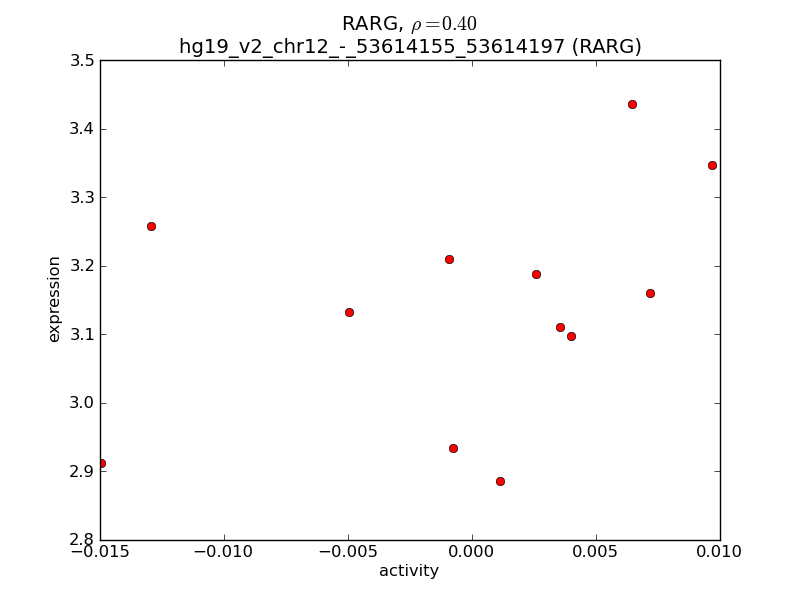 RARG, ρ = 0.40
hg19_v2_chr12_-_53614155_53614197 (RARG)
3.5
3.4
3.3
3.2
3.1
3.0
2.9
2.8
expression
−0.015 −0.010 −0.005 0.000 0.005 0.010
activity